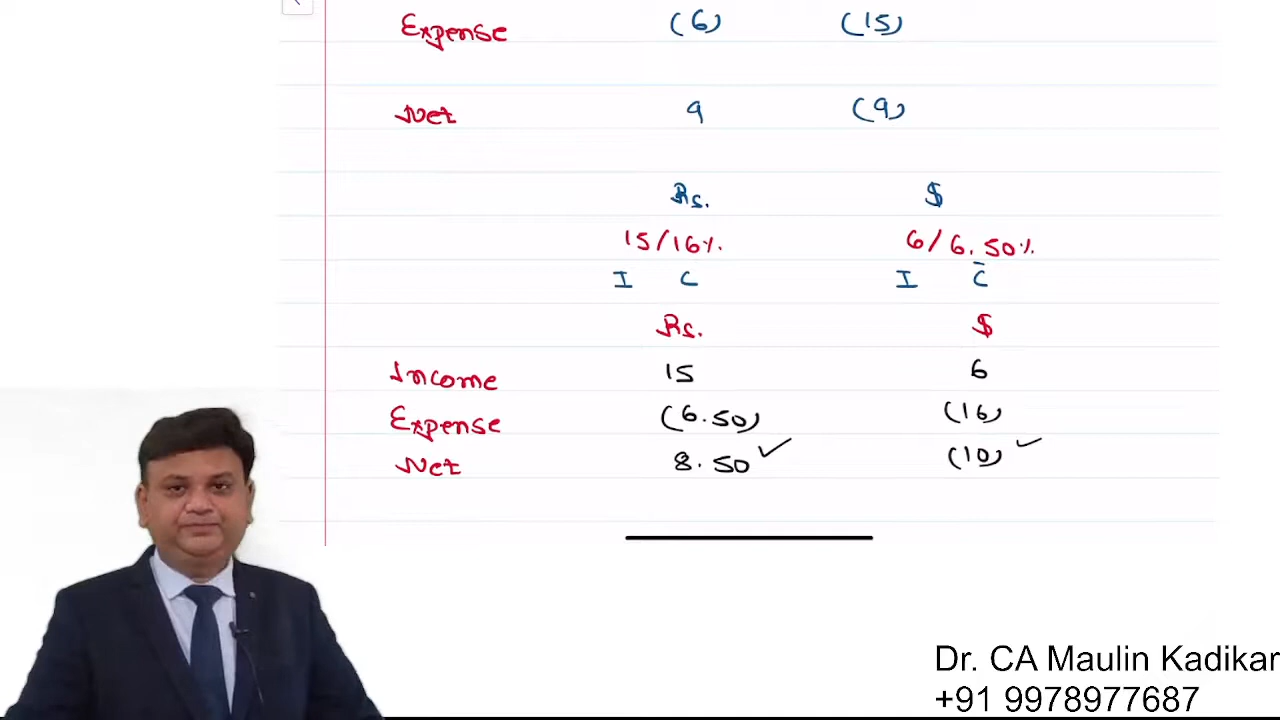 Expense (6) (15)
Net 9 (9)
Rs. $
15/16% 6/6.50%
I C I C
Rs. $
Income 15 6
Expense (6.50) (16)
Net 8.50 ✓ (10) ✓
Dr. CA Maulin Kadikar
+91 9978977687